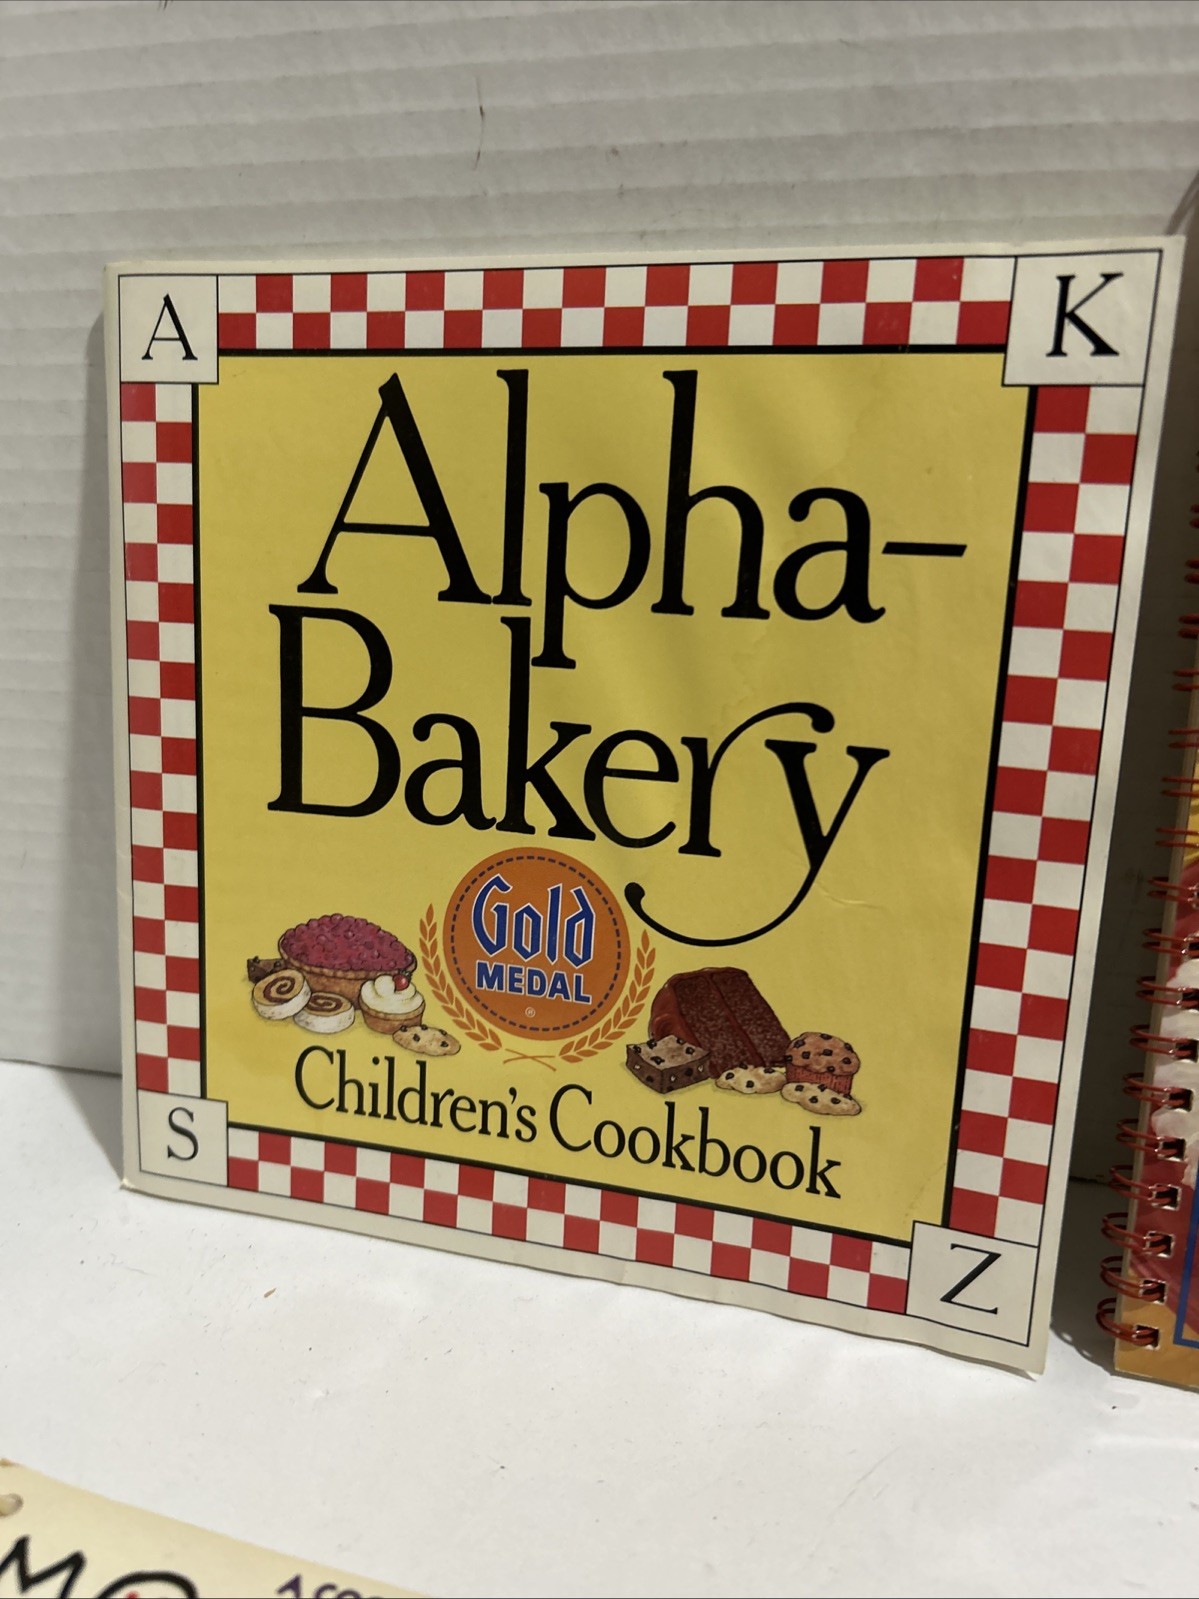 A
K
Alpha-
Bakery
Gold
MEDAL
®
Children's Cookbook
S
Z